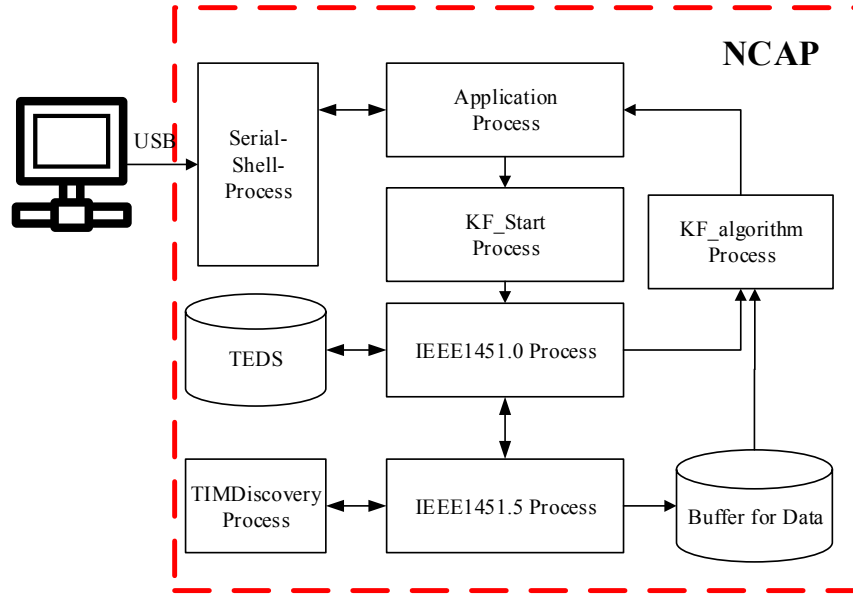 NCAP
USB
Serial-
Shell-
Process
Application
Process
KF_Start
Process
KF_algorithm
Process
TEDS
IEEE1451.0 Process
TIMDiscovery
Process
IEEE1451.5 Process
Buffer for Data